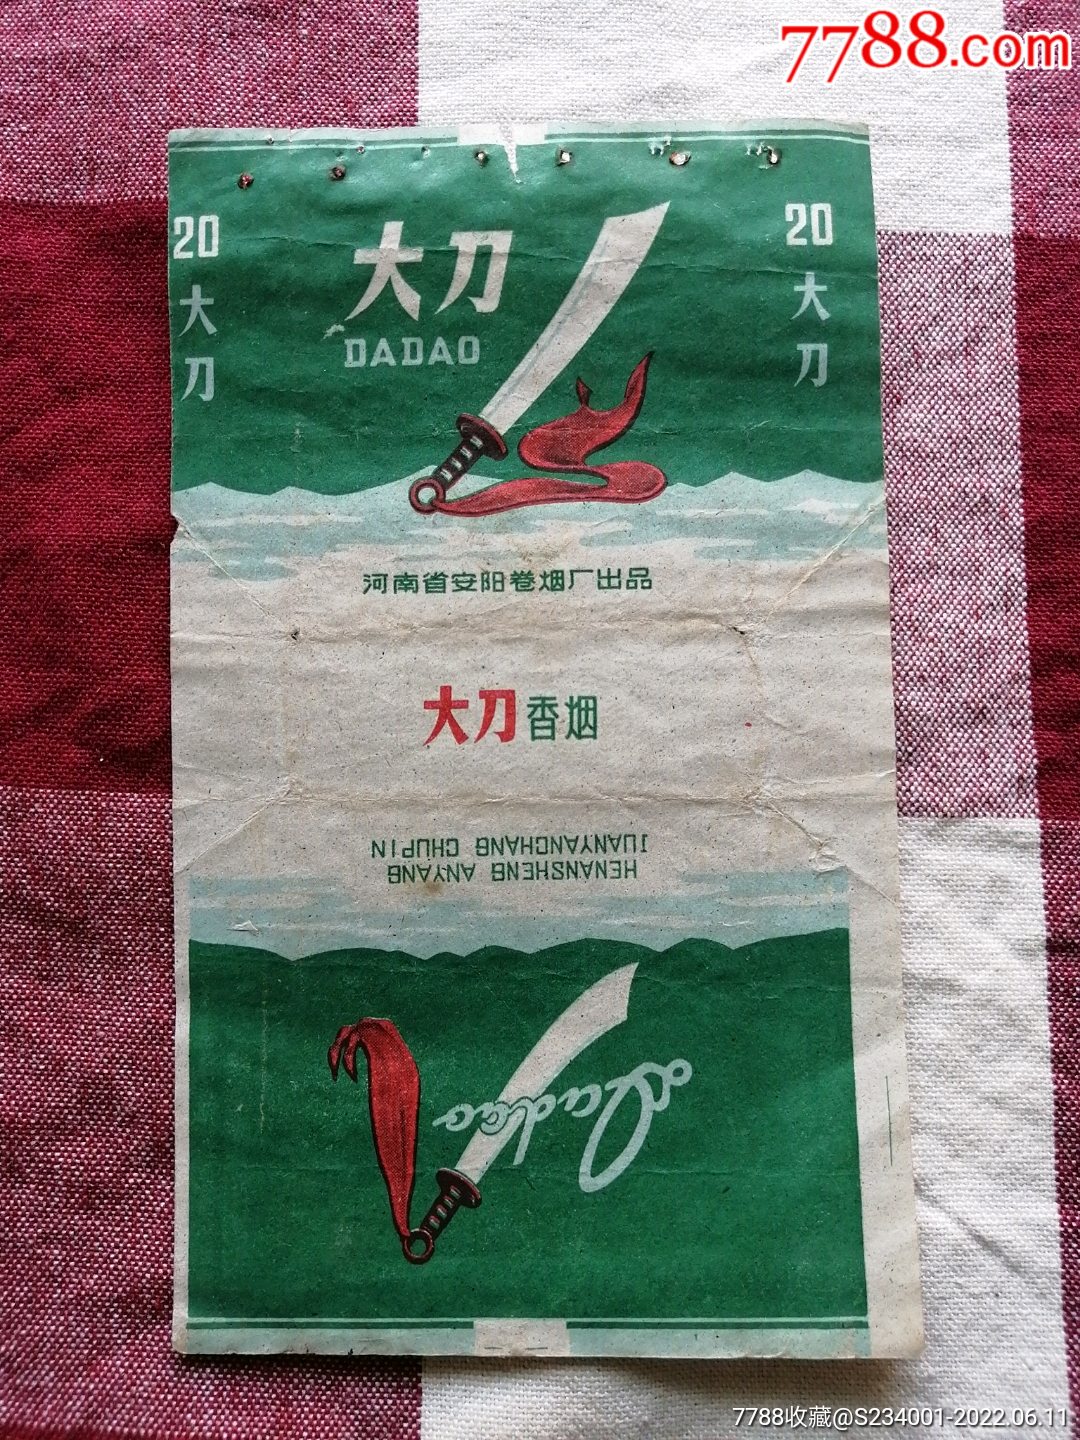 7788.com
20
大
刀
大刀
DADAO
20
大
刀
河南省安阳卷烟厂出品
大刀香烟
HENANSHENG ANYANG
JUANYANCHANG CHUPIN
Dadao
7788收藏@S234001-2022.06.11